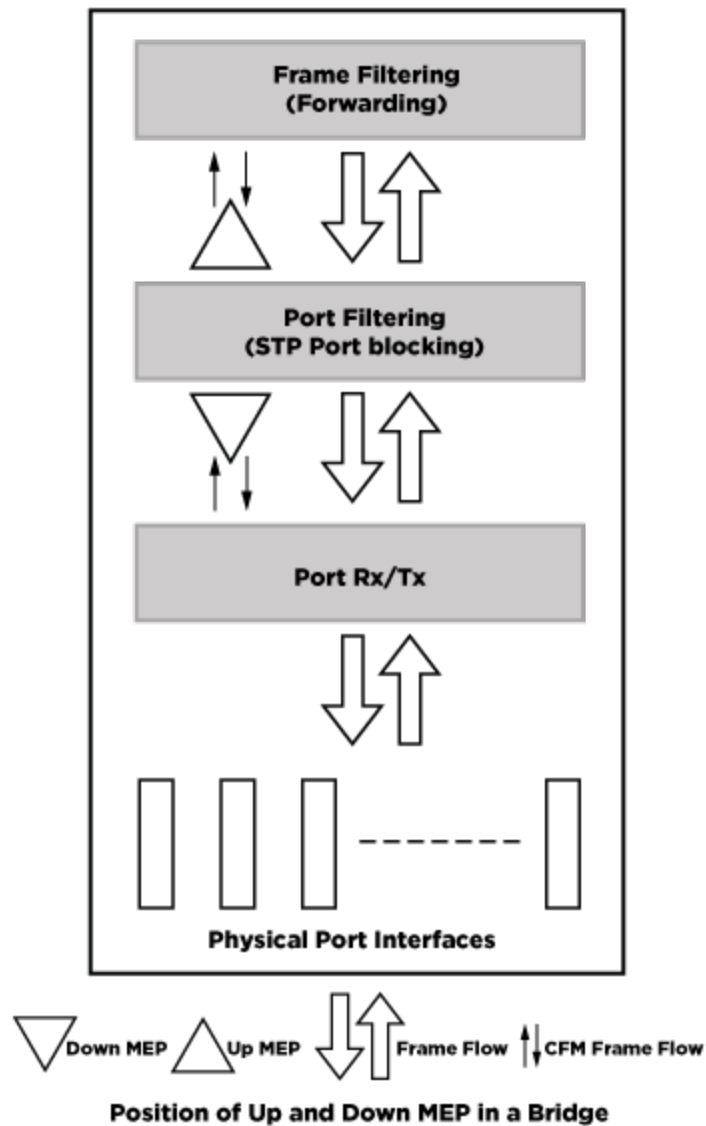 Frame Filtering
(Forwarding)
Port Filtering
(STP Port blocking)
Port Rx/Tx
Physical Port Interfaces
Down MEP Up MEP Frame Flow CFM Frame Flow
Position of Up and Down MEP in a Bridge